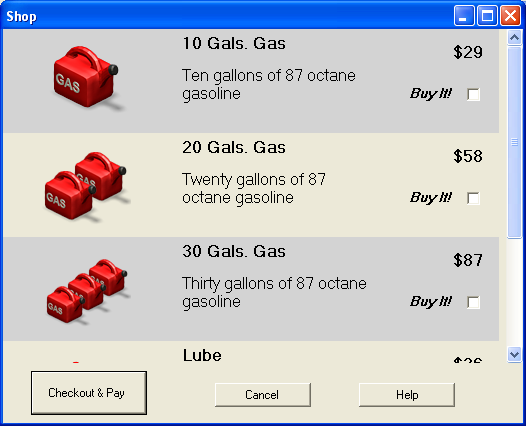 Shop
10 Gals. Gas
$29
Ten gallons of 87 octane
gasoline
Buy It!
GAS
20 Gals. Gas
$58
Twenty gallons of 87
octane gasoline
Buy It!
GAS
GAS
30 Gals. Gas
$87
Thirty gallons of 87 octane
gasoline
Buy It!
GAS
GAS
GAS
Lube
Checkout & Pay
Cancel
Help